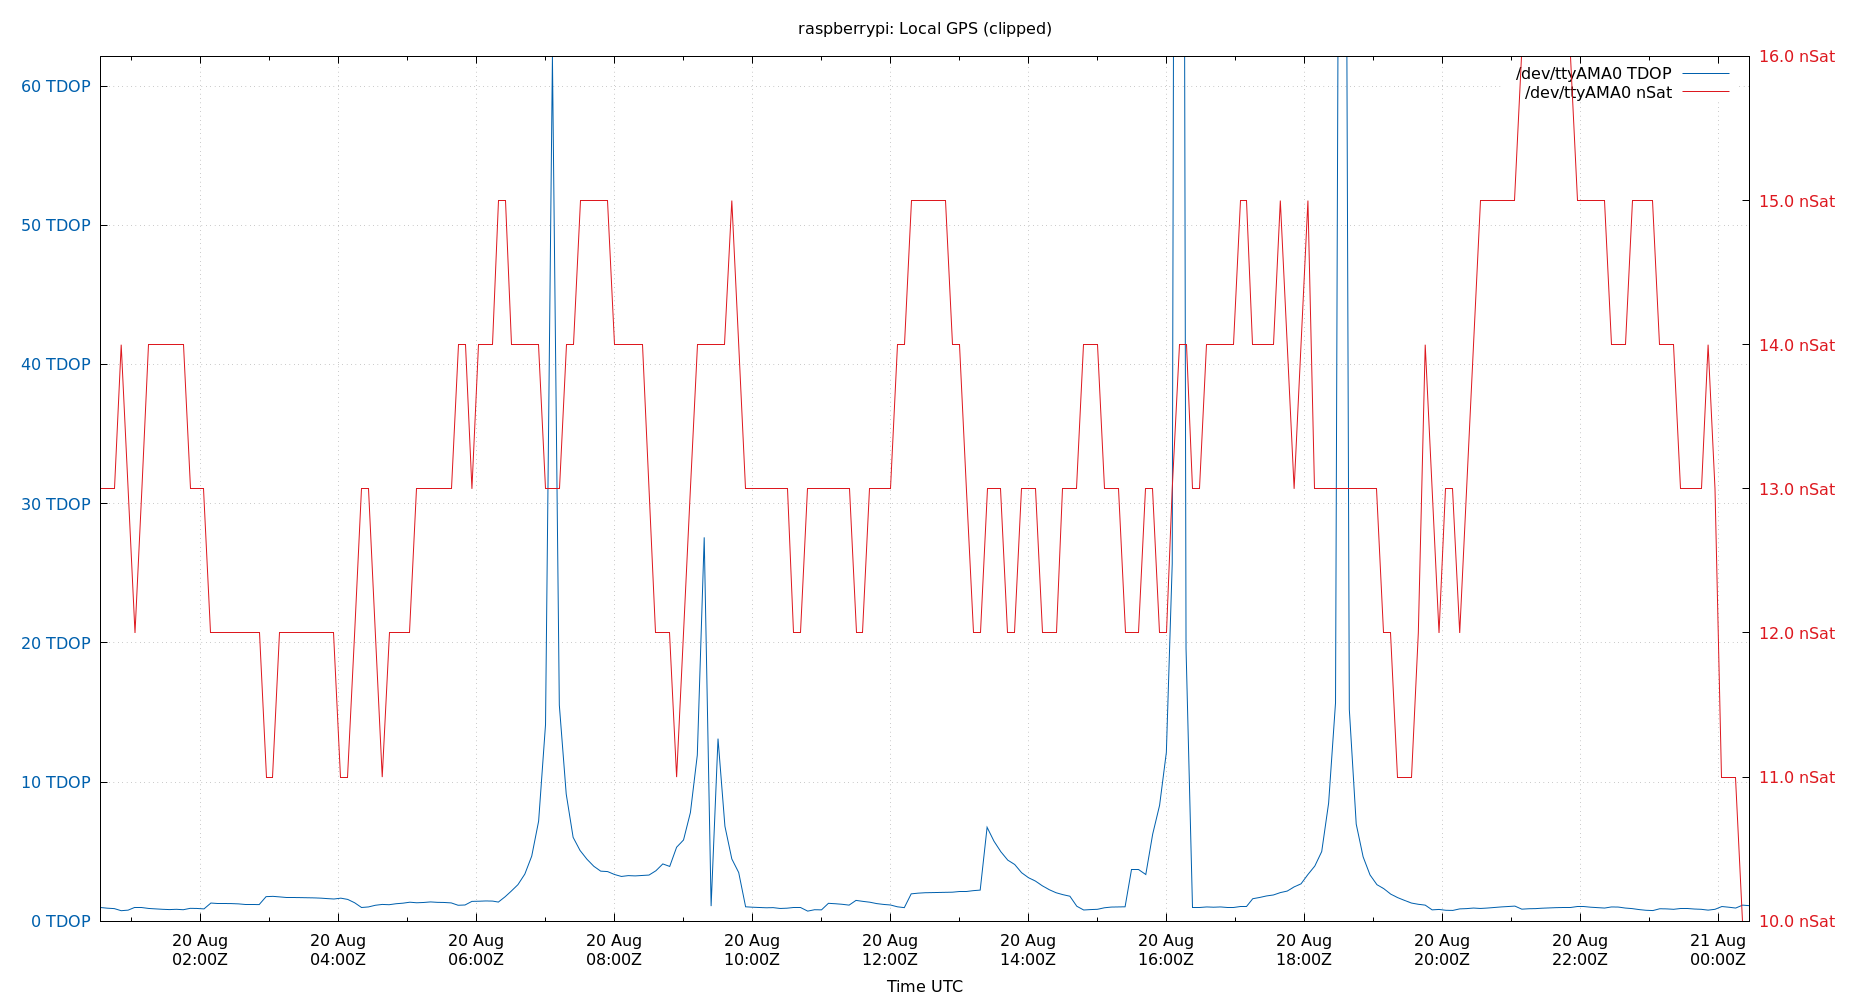 raspberrypi: Local GPS (clipped)
/dev/ttyAMA0 TDOP
/dev/ttyAMA0 nSat
60 TDOP
50 TDOP
40 TDOP
30 TDOP
20 TDOP
10 TDOP
0 TDOP
16.0 nSat
15.0 nSat
14.0 nSat
13.0 nSat
12.0 nSat
11.0 nSat
10.0 nSat
20 Aug
02:00Z
20 Aug
04:00Z
20 Aug
06:00Z
20 Aug
08:00Z
20 Aug
10:00Z
20 Aug
12:00Z
20 Aug
14:00Z
20 Aug
16:00Z
20 Aug
18:00Z
20 Aug
20:00Z
20 Aug
22:00Z
21 Aug
00:00Z
Time UTC